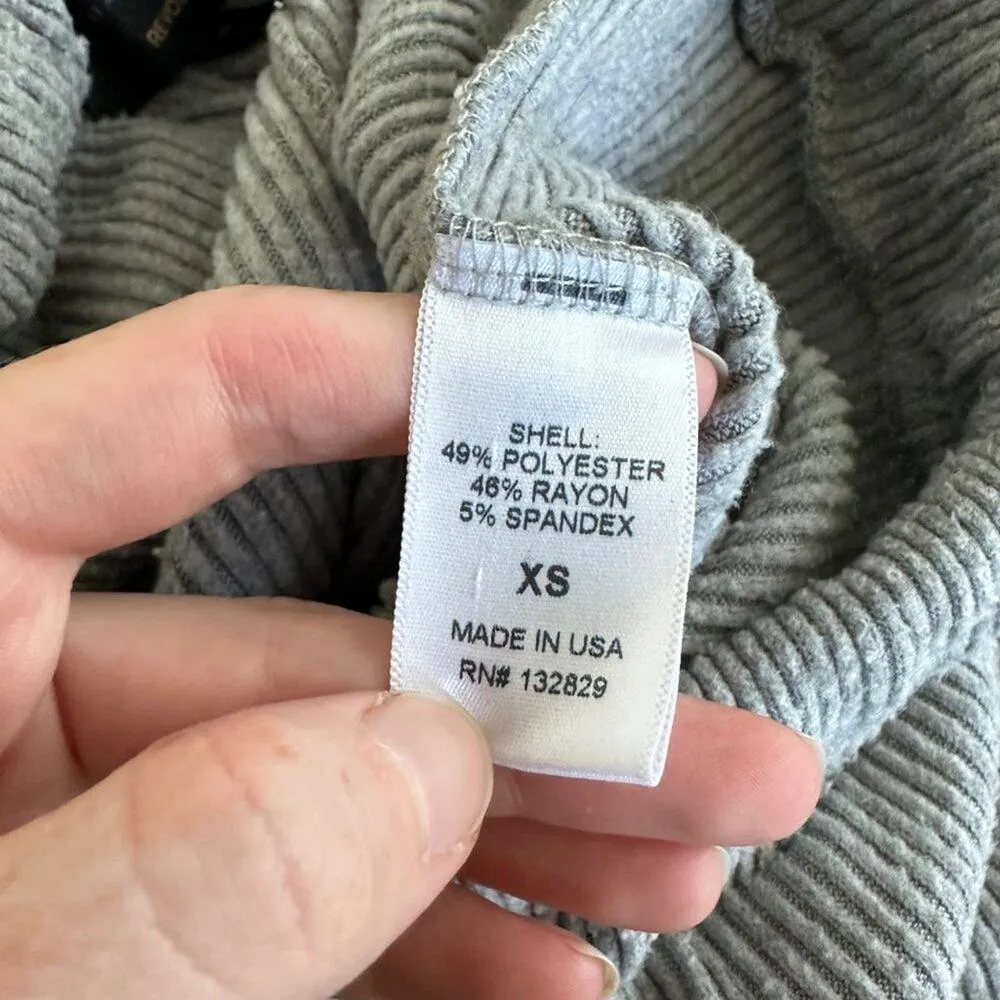 SHELL:
49% POLYESTER
46% RAYON
5% SPANDEX
XS
MADE IN USA
RN# 132829